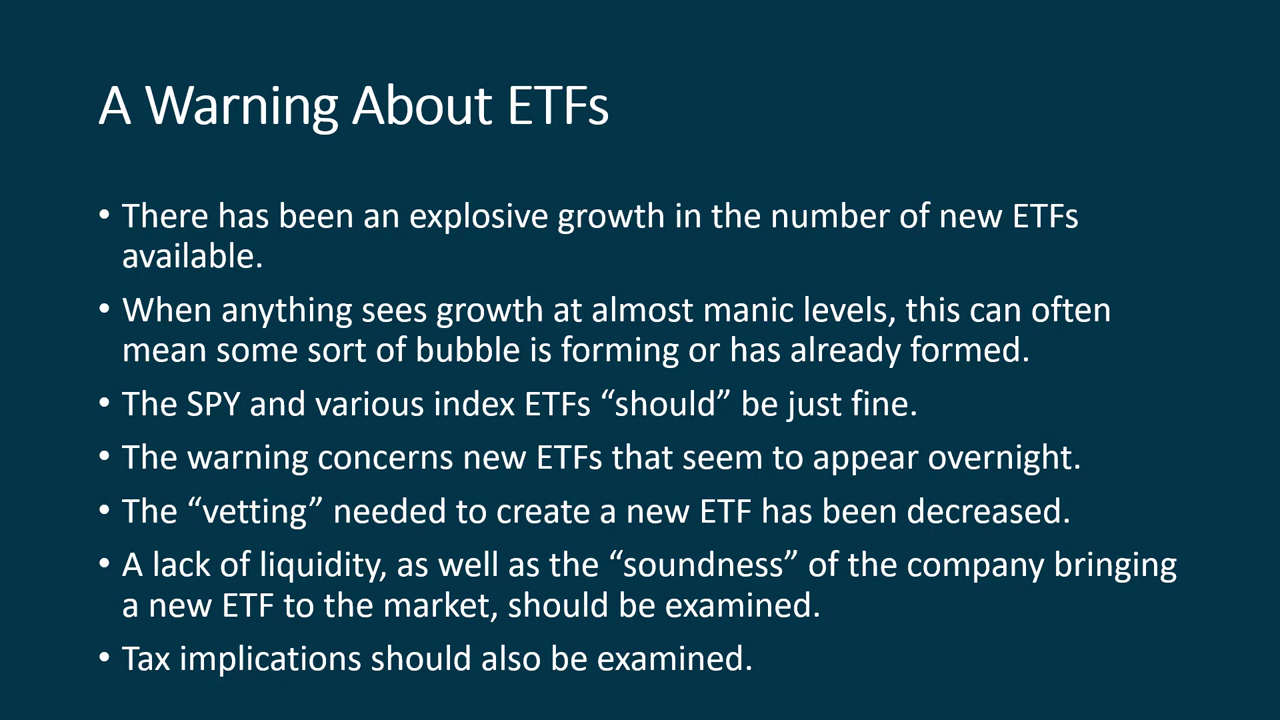 A Warning About ETFs
• There has been an explosive growth in the number of new ETFs
available.
• When anything sees growth at almost manic levels, this can often
mean some sort of bubble is forming or has already formed.
• The SPY and various index ETFs “should” be just fine.
• The warning concerns new ETFs that seem to appear overnight.
• The “vetting” needed to create a new ETF has been decreased.
• A lack of liquidity, as well as the “soundness” of the company bringing
a new ETF to the market, should be examined.
• Tax implications should also be examined.